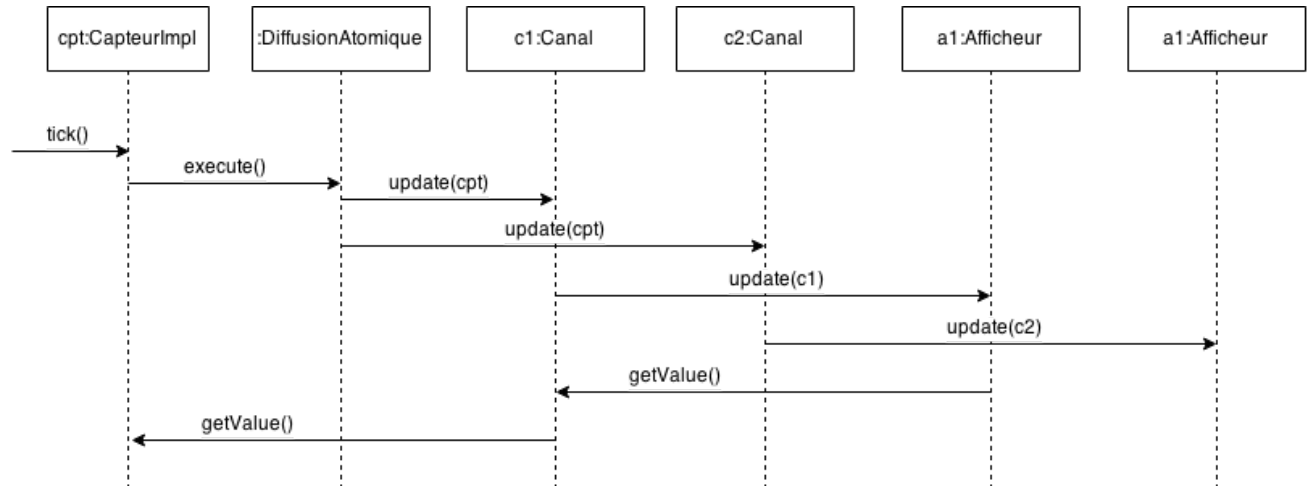 cpt:CapteurImpl
:DiffusionAtomique
c1:Canal
c2:Canal
a1:Afficheur
a1:Afficheur
tick()
execute()
update(cpt)
update(cpt)
update(c1)
update(c2)
getValue()
getValue()